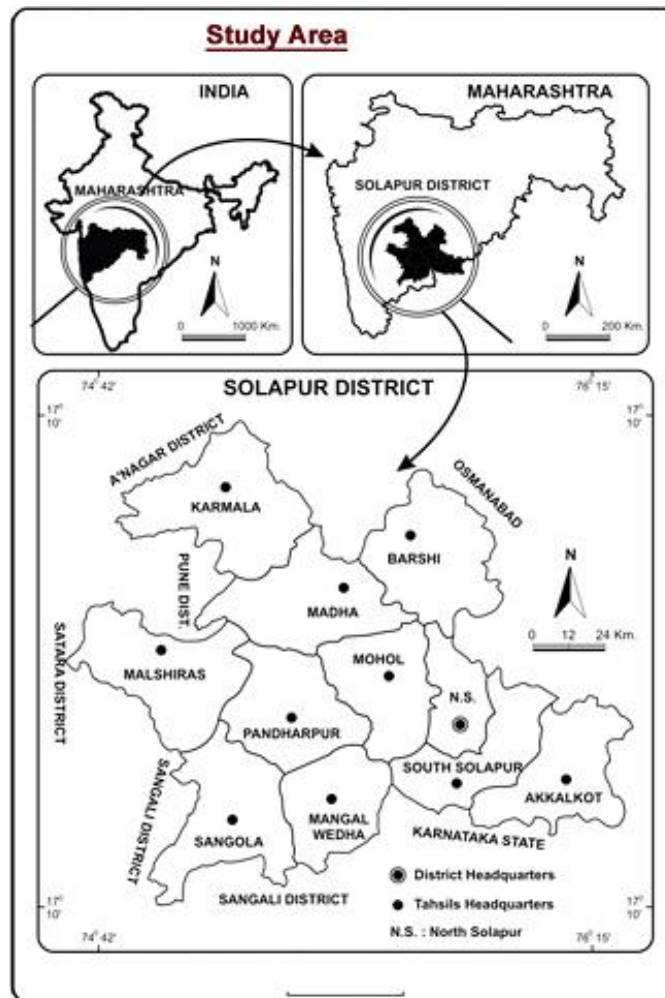 Study Area
INDIA
MAHARASHTRA
N
0 1000 Km.
MAHARASHTRA
SOLAPUR DISTRICT
N
0 200 Km.
SOLAPUR DISTRICT
74° 42'
76° 15'
17°
10'
17°
10'
A'NAGAR DISTRICT
KARMALA
OSMANABAD
BARSHI
PUNE DIST.
MADHA
N
0 12 24 Km.
SATARA DISTRICT
MALSHIRAS
MOHOL
N.S.
PANDHARPUR
SOUTH SOLAPUR
AKKALKOT
SANGALI DISTRICT
SANGOLA
MANGAL
WEDHA
KARNATAKA STATE
SANGALI DISTRICT
District Headquarters
Tahsils Headquarters
N.S. : North Solapur
17°
10'
17°
10'
74° 42'
76° 15'